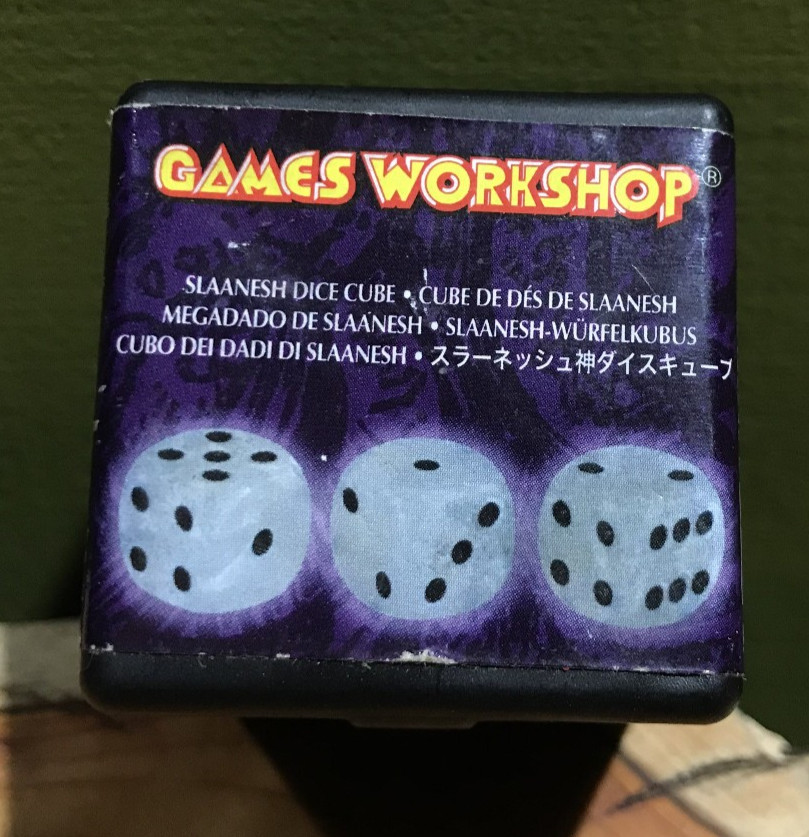 GAMES WORKSHOP®
SLAANESH DICE CUBE • CUBE DE DÉS DE SLAANESH
MEGADADO DE SLAANESH • SLAANESH-WÜRFELKUBUS
CUBO DEI DADI DI SLAANESH • スラーネッシュ神ダイスキューブ